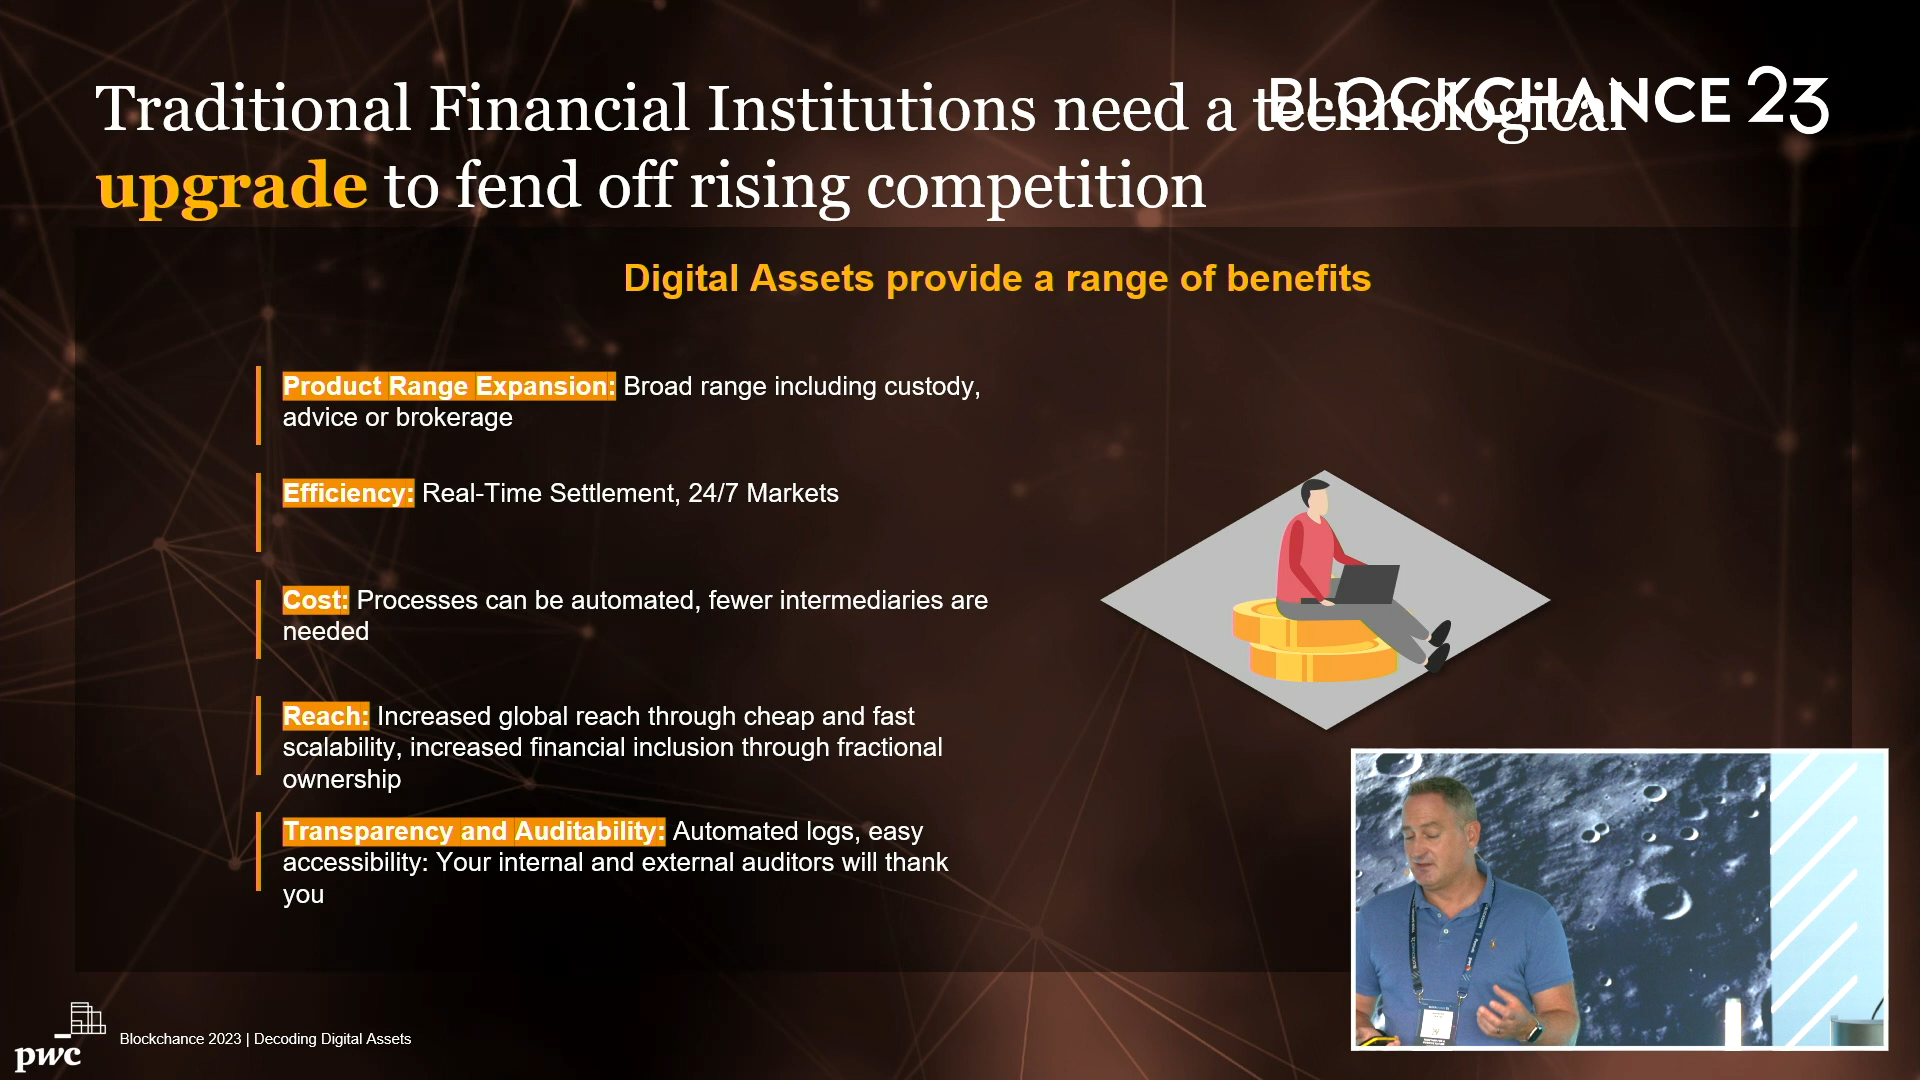 Traditional Financial Institutions need a technological
BLOCKCHANCE 23
upgrade to fend off rising competition
Digital Assets provide a range of benefits
Product Range Expansion: Broad range including custody,
advice or brokerage
Efficiency: Real-Time Settlement, 24/7 Markets
Cost: Processes can be automated, fewer intermediaries are
needed
Reach: Increased global reach through cheap and fast
scalability, increased financial inclusion through fractional
ownership
Transparency and Auditability: Automated logs, easy
accessibility: Your internal and external auditors will thank
you
pwc
Blockchance 2023 | Decoding Digital Assets